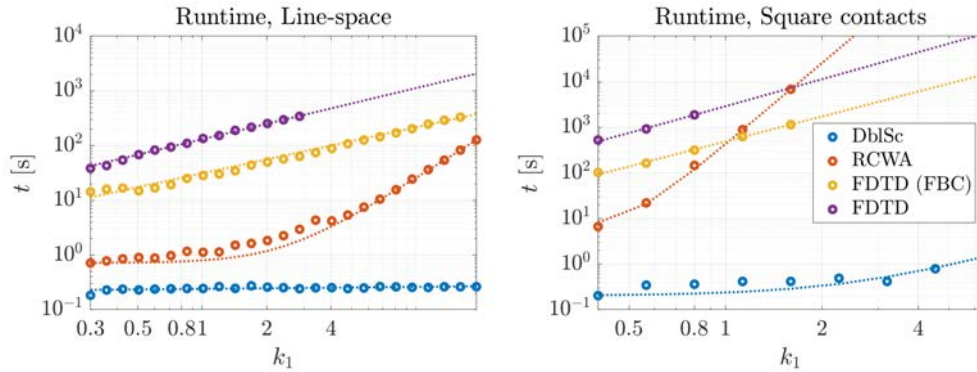 Runtime, Line-space
10^4
10^3
10^2
10^1
10^0
10^-1
t [s]
0.3 0.5 0.81 2 4
k_1
Runtime, Square contacts
10^5
10^4
10^3
10^2
10^1
10^0
10^-1
t [s]
DblSc
RCWA
FDTD (FBC)
FDTD
0.5 0.8 1 2 4
k_1